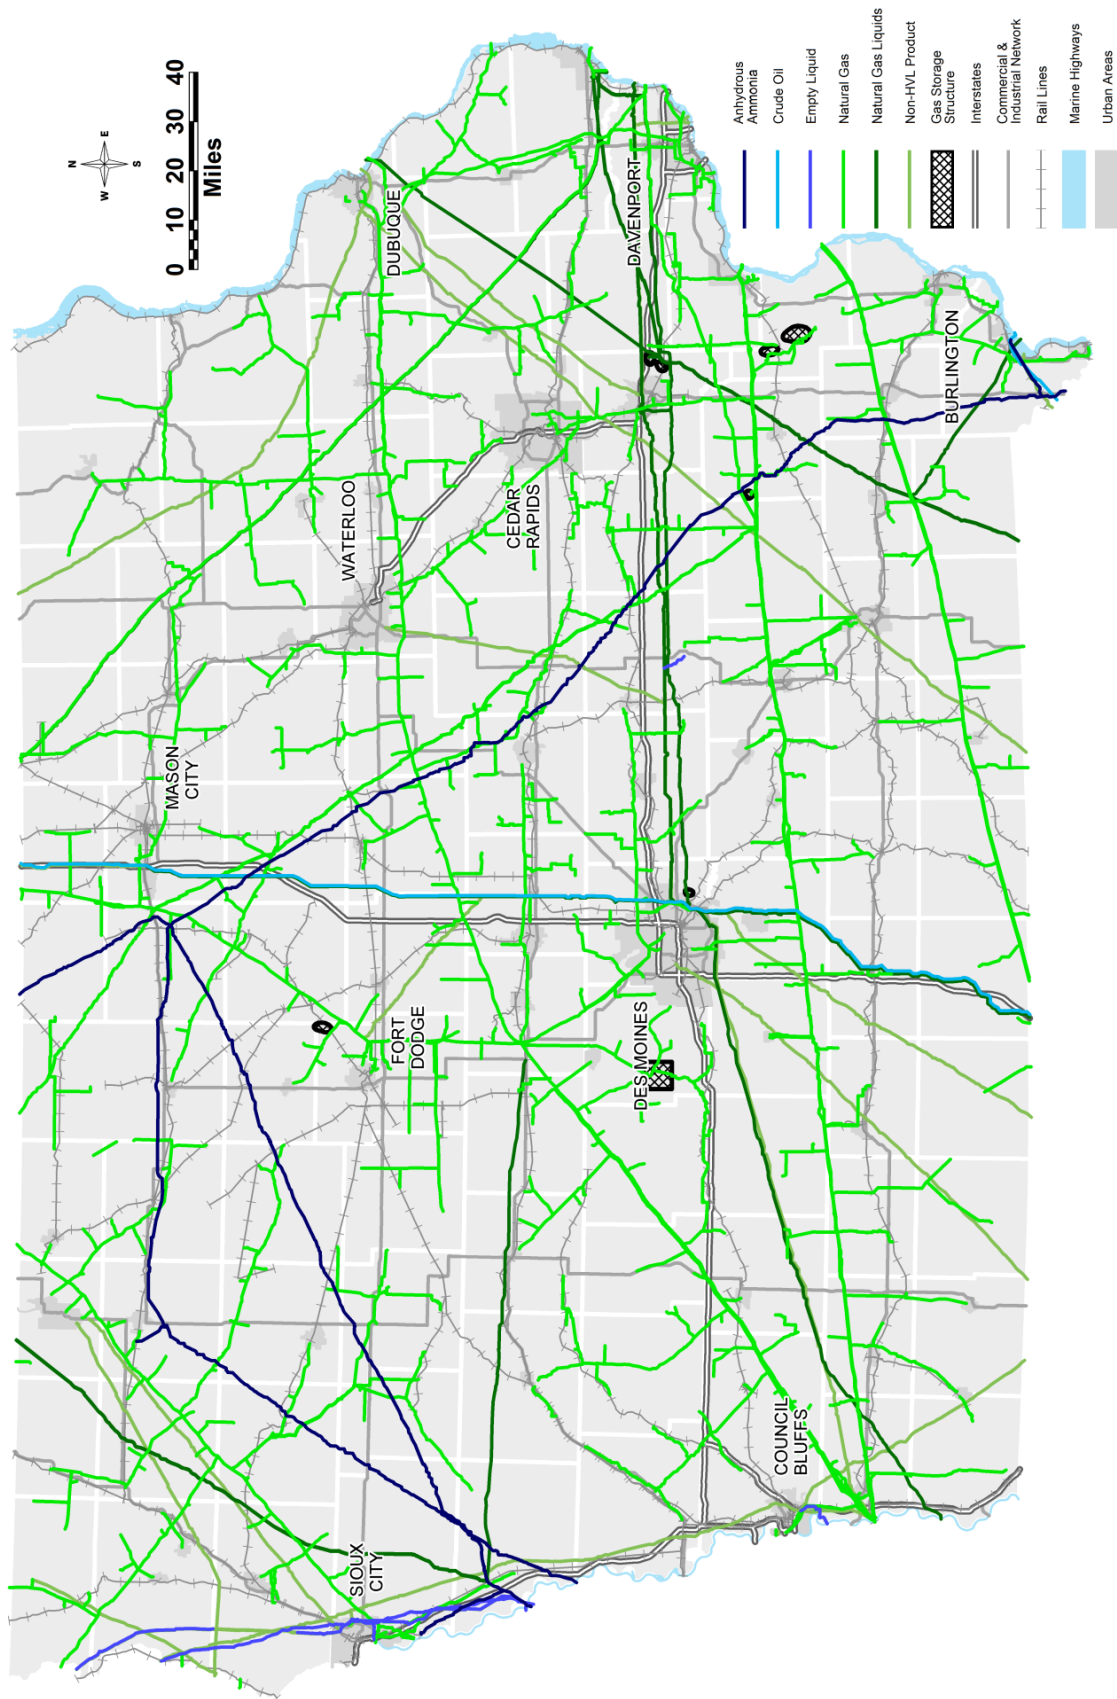 N
W
E
S
0
10
20
30
40
Miles
MASON
CITY
DUBUQUE
WATERLOO
SIOUX
CITY
FORT
DODGE
CEDAR
RAPIDS
DAVENPORT
DES MOINES
COUNCIL
BLUFFS
BURLINGTON
Anhydrous
Ammonia
Crude Oil
Empty Liquid
Natural Gas
Natural Gas Liquids
Non-HVL Product
Gas Storage
Structure
Interstates
Commercial &
Industrial Network
Rail Lines
Marine Highways
Urban Areas